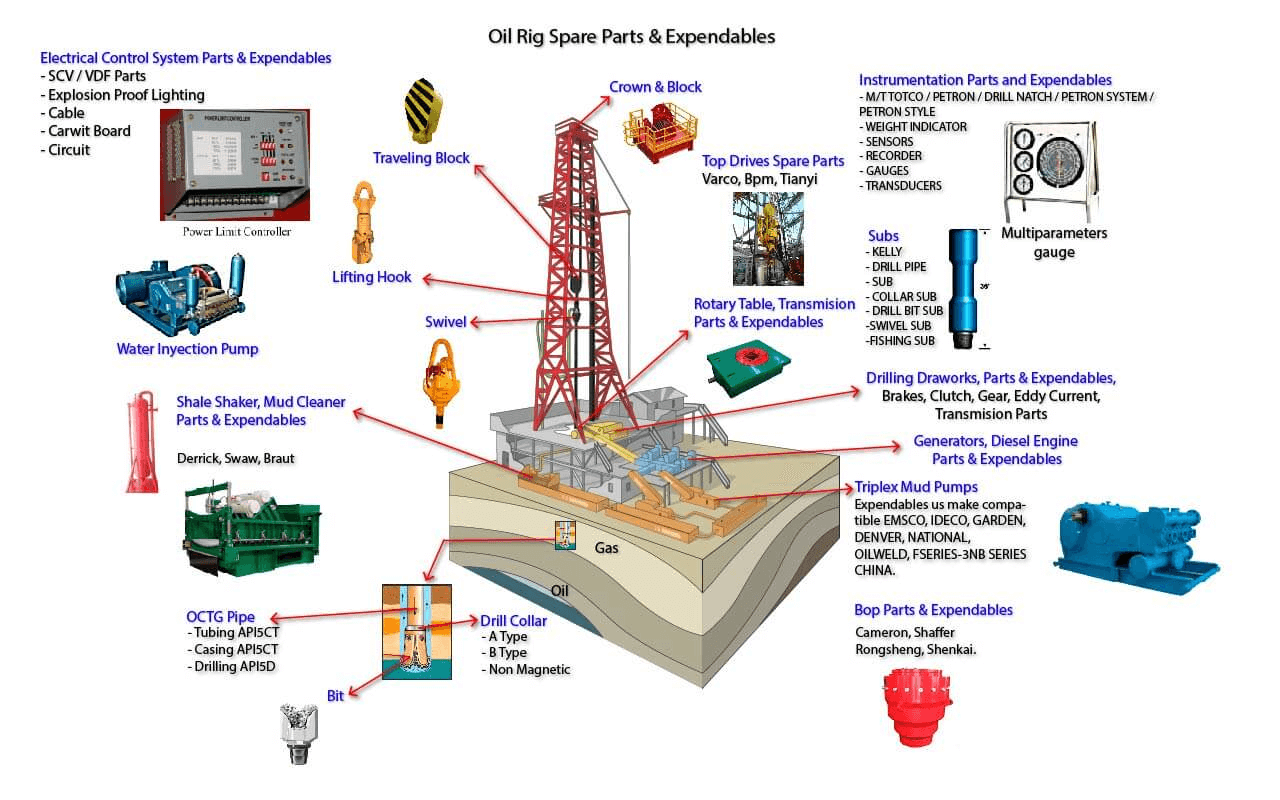 Oil Rig Spare Parts & Expendables
Electrical Control System Parts & Expendables
- SCV / VDF Parts
- Explosion Proof Lighting
- Cable
- Carwit Board
- Circuit
POWER LIMIT CONTROLLER
Power Limit Controller
Water Inyection Pump
Traveling Block
Lifting Hook
Swivel
Crown & Block
Top Drives Spare Parts
Varco, Bpm, Tianyi
Rotary Table, Transmision
Parts & Expendables
Instrumentation Parts and Expendables
- M/T TOTCO / PETRON / DRILL NATCH / PETRON SYSTEM /
PETRON STYLE
- WEIGHT INDICATOR
- SENSORS
- RECORDER
- GAUGES
- TRANSDUCERS
Multiparameters
gauge
Subs
- KELLY
- DRILL PIPE
- SUB
- COLLAR SUB
- DRILL BIT SUB
-SWIVEL SUB
-FISHING SUB
Drilling Draworks, Parts & Expendables,
Brakes, Clutch, Gear, Eddy Current,
Transmision Parts
Generators, Diesel Engine
Parts & Expendables
Triplex Mud Pumps
Expendables us make compa-
tible EMSCO, IDECO, GARDEN,
DENVER, NATIONAL,
OILWELD, FSERIES-3NB SERIES
CHINA.
Bop Parts & Expendables
Cameron, Shaffer
Rongsheng, Shenkai.
Shale Shaker, Mud Cleaner
Parts & Expendables
Derrick, Swaw, Braut
Gas
Oil
OCTG Pipe
- Tubing API5CT
- Casing API5CT
- Drilling API5D
Drill Collar
- A Type
- B Type
- Non Magnetic
Bit